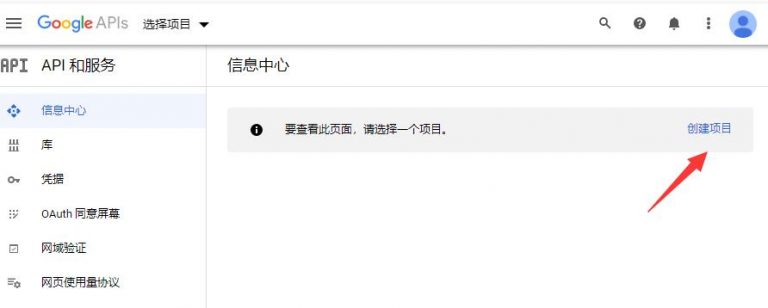 Google APIs 选择项目
API API 和服务
信息中心
信息中心
要查看此页面，请选择一个项目。 创建项目
库
凭据
OAuth 同意屏幕
网域验证
网页使用量协议